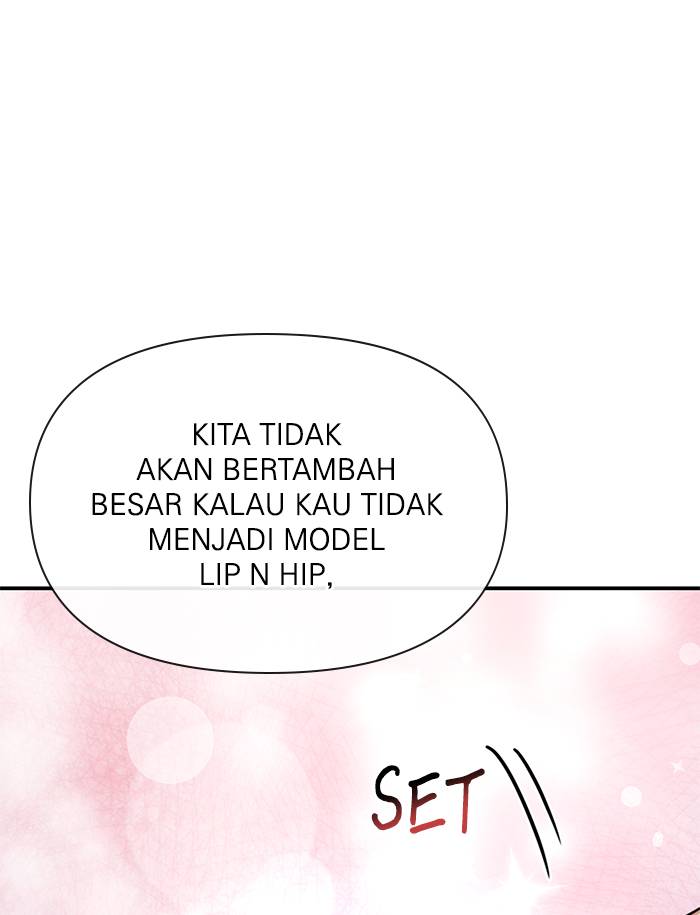 KITA TIDAK
AKAN BERTAMBAH
BESAR KALAU KAU TIDAK
MENJADI MODEL
LIP N HIP,
SET